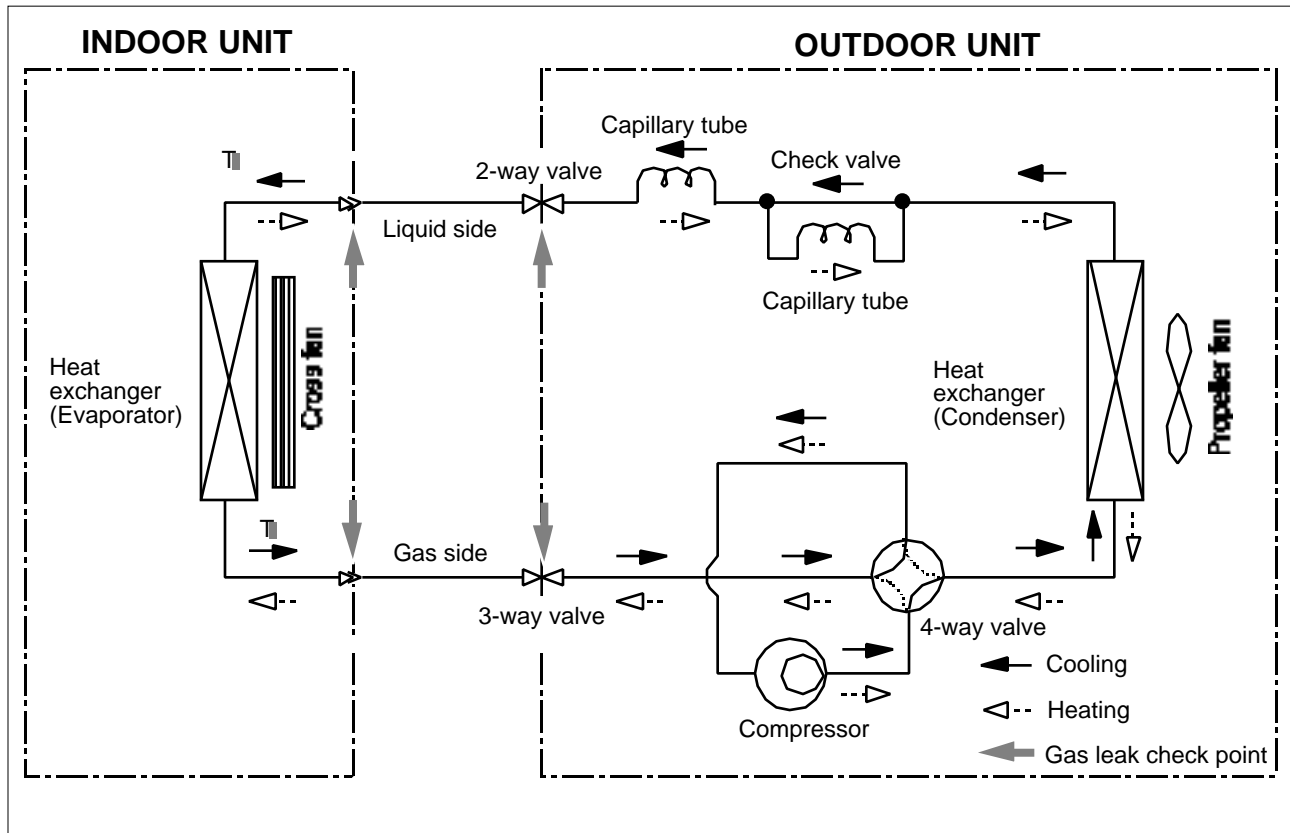 INDOOR UNIT
OUTDOOR UNIT
Capillary tube
Check valve
T
2-way valve
Liquid side
Capillary tube
Heat
exchanger
(Evaporator)
Cross fan
Heat
exchanger
(Condenser)
Propeller fan
T
Gas side
3-way valve
4-way valve
Compressor
Cooling
Heating
Gas leak check point